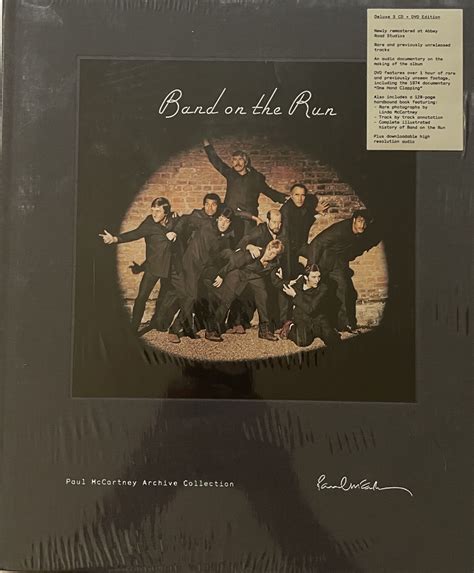 Deluxe 3 CD + DVD Edition
Newly remastered at Abbey
Road Studios
Rare and previously unreleased
tracks
An audio documentary on the
making of the album
DVD features over 1 hour of rare
and previously unseen footage,
including the 1974 documentary
"One Hand Clapping"
Also includes a 120-page
hardbound book featuring:
- Rare photographs by
Linda McCartney
- Track by track annotation
- Complete illustrated
history of Band on the Run
Plus downloadable high
resolution audio
Band on the Run
Paul McCartney Archive Collection
Paul McCartney